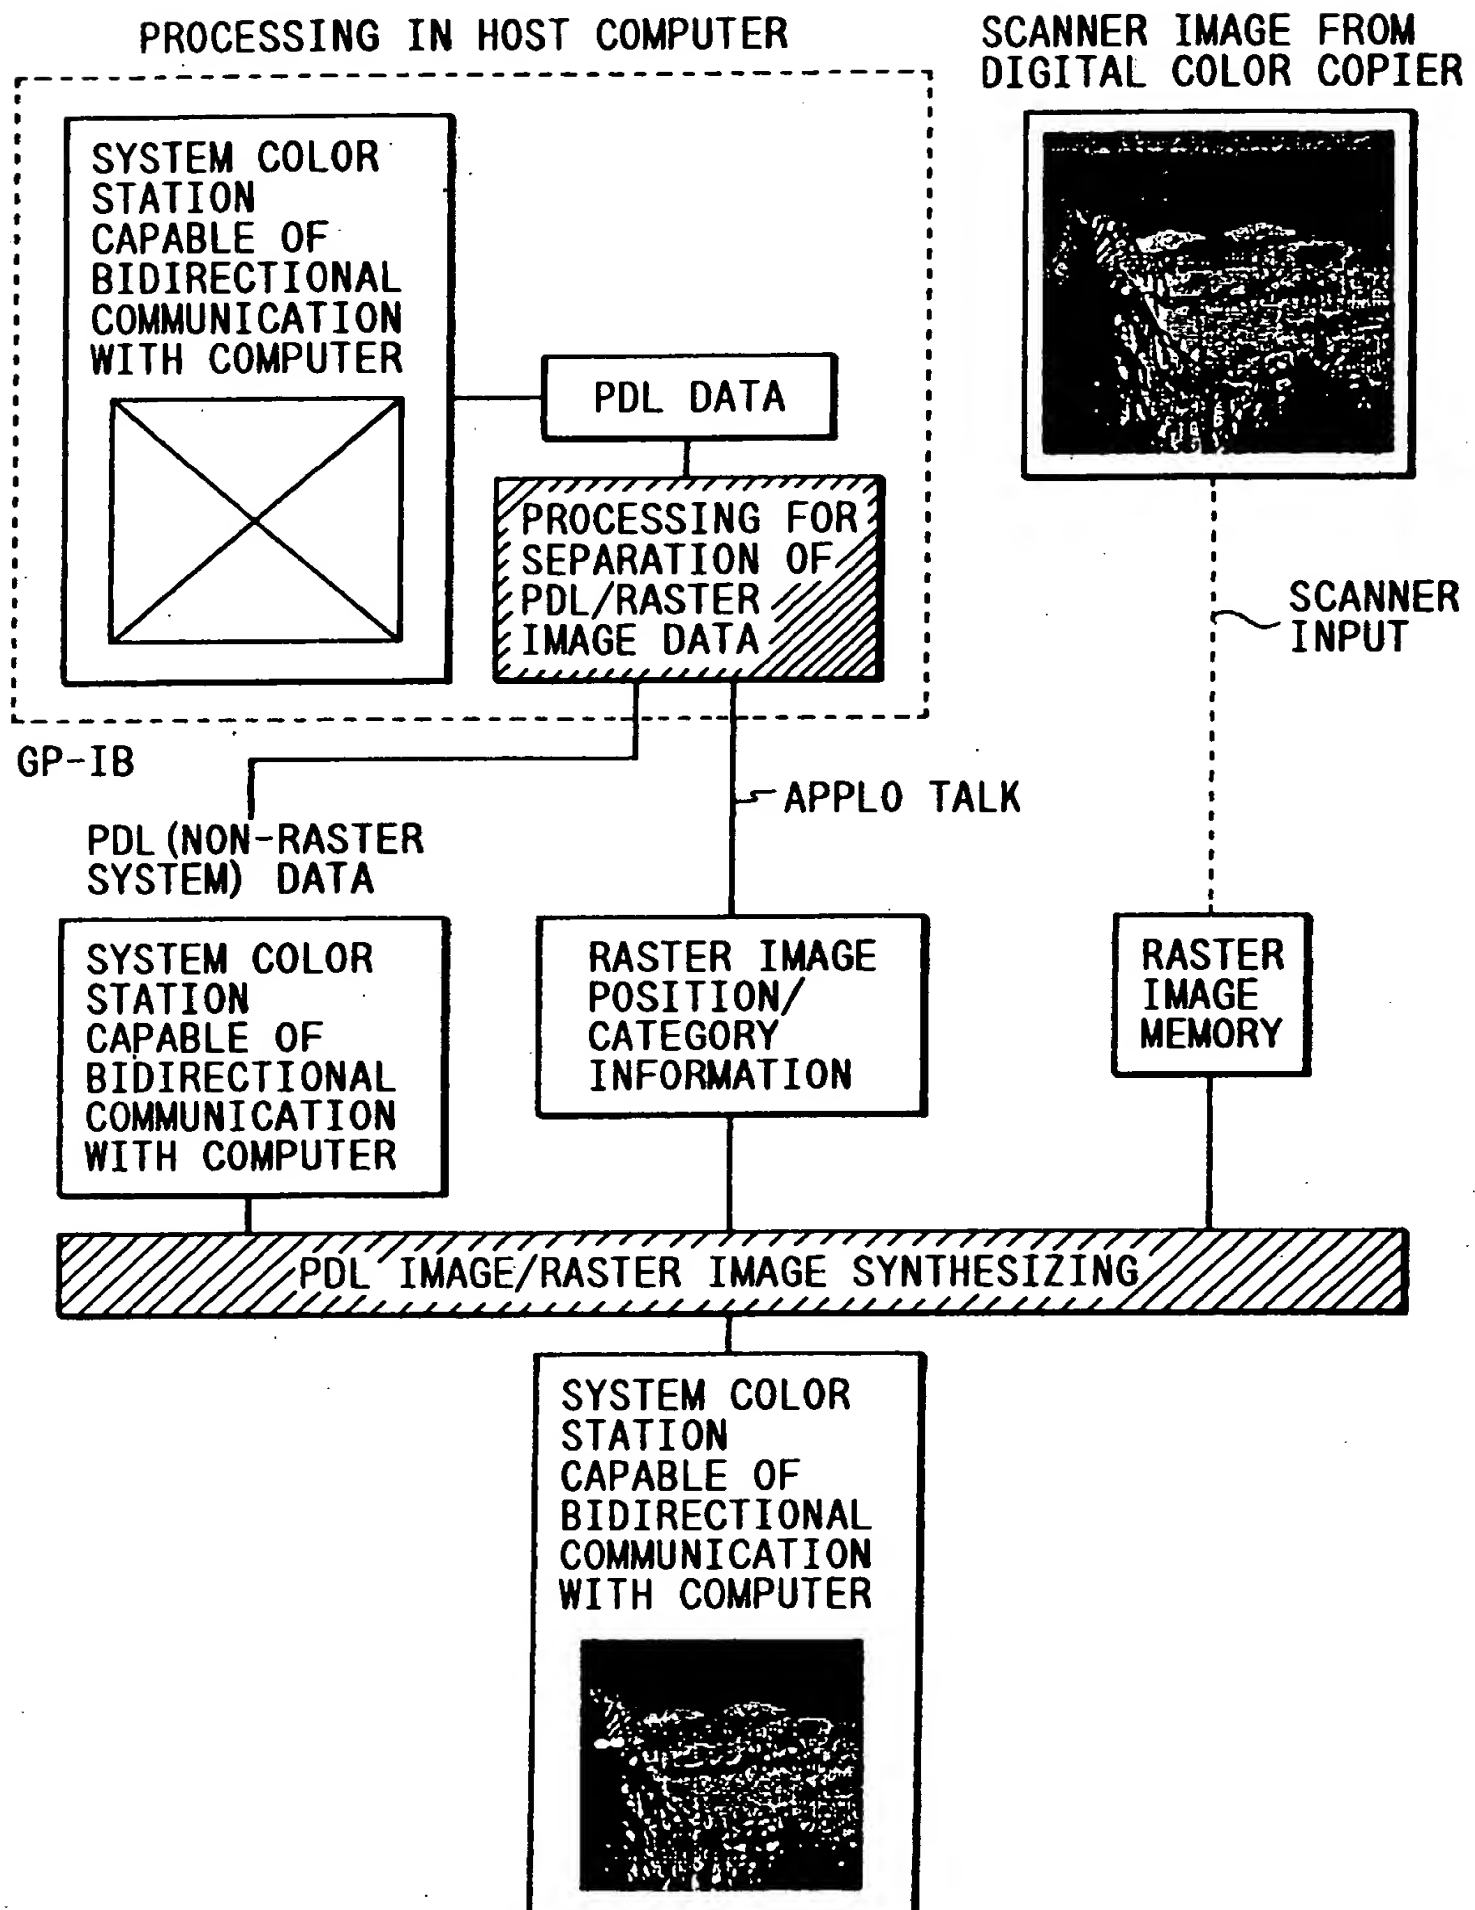 PROCESSING IN HOST COMPUTER
SCANNER IMAGE FROM
DIGITAL COLOR COPIER
SYSTEM COLOR
STATION
CAPABLE OF
BIDIRECTIONAL
COMMUNICATION
WITH COMPUTER
PDL DATA
PROCESSING FOR
SEPARATION OF
PDL/RASTER
IMAGE DATA
SCANNER
INPUT
GP-IB
APPLO TALK
PDL (NON-RASTER
SYSTEM) DATA
SYSTEM COLOR
STATION
CAPABLE OF
BIDIRECTIONAL
COMMUNICATION
WITH COMPUTER
RASTER IMAGE
POSITION/
CATEGORY
INFORMATION
RASTER
IMAGE
MEMORY
PDL IMAGE/RASTER IMAGE SYNTHESIZING
SYSTEM COLOR
STATION
CAPABLE OF
BIDIRECTIONAL
COMMUNICATION
WITH COMPUTER